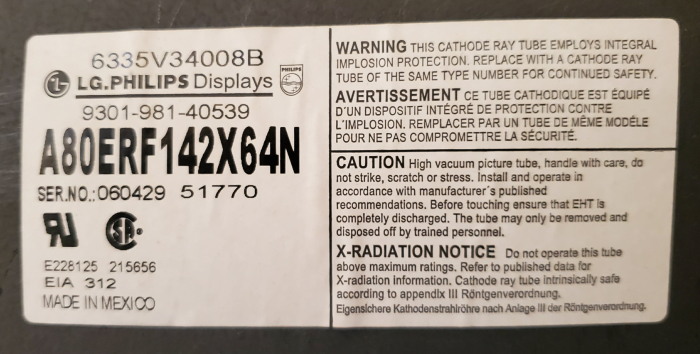 6335V34008B
LG.PHILIPS Displays
PHILIPS
9301-981-40539
A80ERF142X64N
SER.NO.:060429 51770
E228125 215656
EIA 312
MADE IN MEXICO
WARNING THIS CATHODE RAY TUBE EMPLOYS INTEGRAL
IMPLOSION PROTECTION. REPLACE WITH A CATHODE RAY
TUBE OF THE SAME TYPE NUMBER FOR CONTINUED SAFETY.
AVERTISSEMENT CE TUBE CATHODIQUE EST ÉQUIPÉ
D'UN DISPOSITIF INTÉGRÉ DE PROTECTION CONTRE
L'IMPLOSION. REMPLACER PAR UN TUBE DE MÊME MODÈLE
POUR NE PAS COMPROMETTRE LA SÉCURITÉ.
CAUTION High vacuum picture tube, handle with care, do
not strike, scratch or stress. Install and operate in
accordance with manufacturer's published
recommendations. Before touching ensure that EHT is
completely discharged. The tube may only be removed and
disposed off by trained personnel.
X-RADIATION NOTICE Do not operate this tube
above maximum ratings. Refer to published data for
X-radiation information. Cathode ray tube intrinsically safe
according to appendix III Röntgenverordnung.
Eigensichere Kathodenstrahlröhre nach Anlage III der Röntgenverordnung.